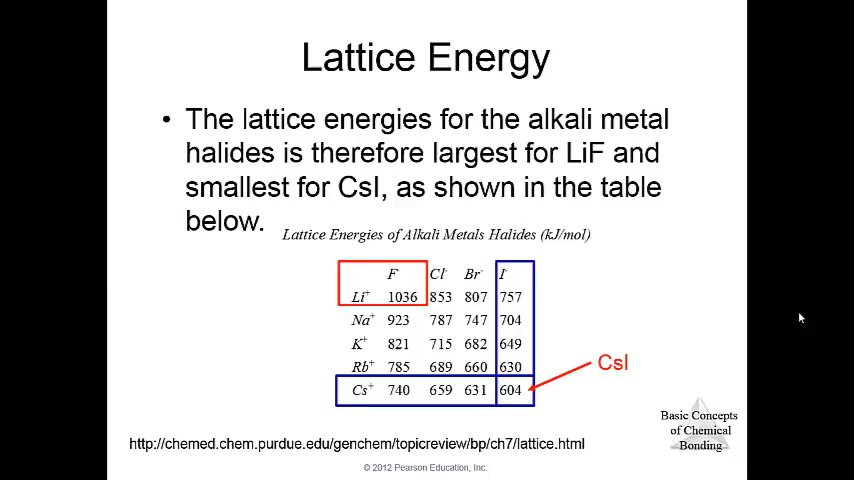 Lattice Energy
• The lattice energies for the alkali metal
halides is therefore largest for LiF and
smallest for CsI, as shown in the table
below.
Lattice Energies of Alkali Metals Halides (kJ/mol)
F⁻ Cl⁻ Br⁻ I⁻
Li⁺ 1036 853 807 757
Na⁺ 923 787 747 704
K⁺ 821 715 682 649
Rb⁺ 785 689 660 630
Cs⁺ 740 659 631 604
CsI
Basic Concepts
of Chemical
Bonding
http://chemed.chem.purdue.edu/genchem/topicreview/bp/ch7/lattice.html
© 2012 Pearson Education, Inc.